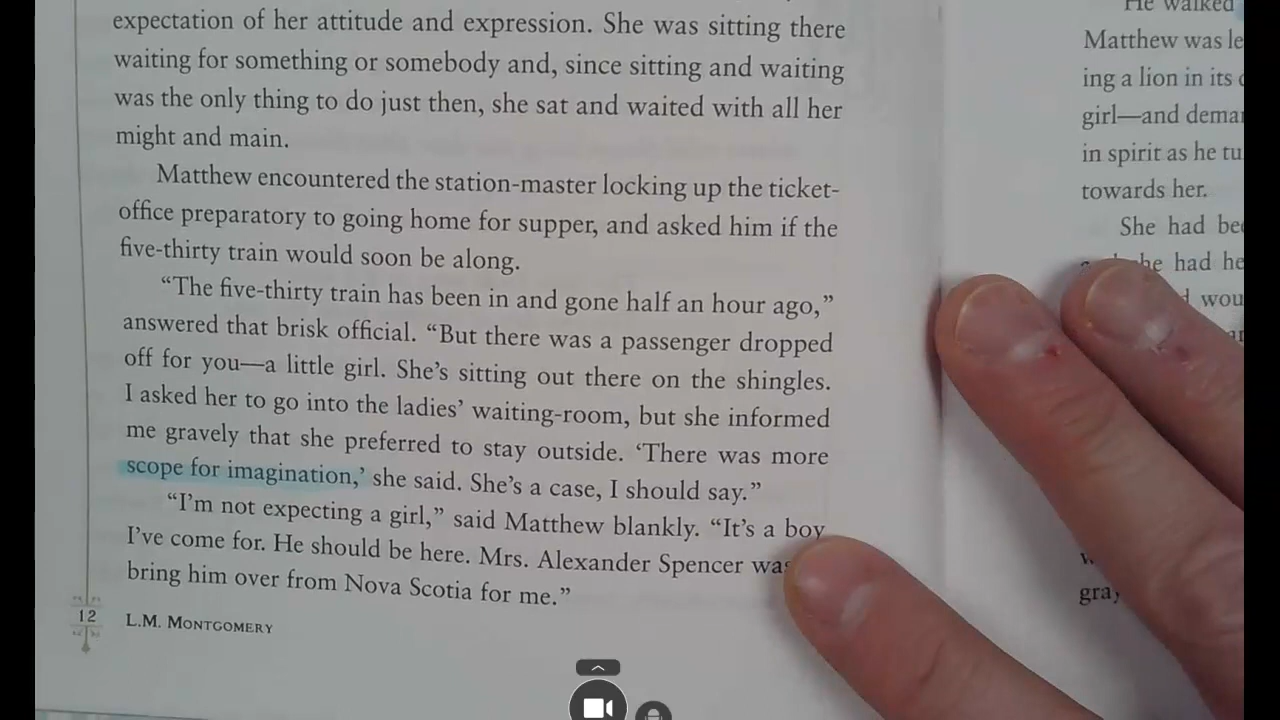 expectation of her attitude and expression. She was sitting there
waiting for something or somebody and, since sitting and waiting
was the only thing to do just then, she sat and waited with all her
might and main.
Matthew encountered the station-master locking up the ticket-
office preparatory to going home for supper, and asked him if the
five-thirty train would soon be along.
“The five-thirty train has been in and gone half an hour ago,”
answered that brisk official. “But there was a passenger dropped
off for you—a little girl. She’s sitting out there on the shingles.
I asked her to go into the ladies’ waiting-room, but she informed
me gravely that she preferred to stay outside. ‘There was more
scope for imagination,’ she said. She’s a case, I should say.”
“I’m not expecting a girl,” said Matthew blankly. “It’s a boy
I’ve come for. He should be here. Mrs. Alexander Spencer was
bring him over from Nova Scotia for me.”
12
L.M. MONTGOMERY
He walked
Matthew was le
ing a lion in its
girl—and dema
in spirit as he tu
towards her.
She had be
he had he
wou
gray